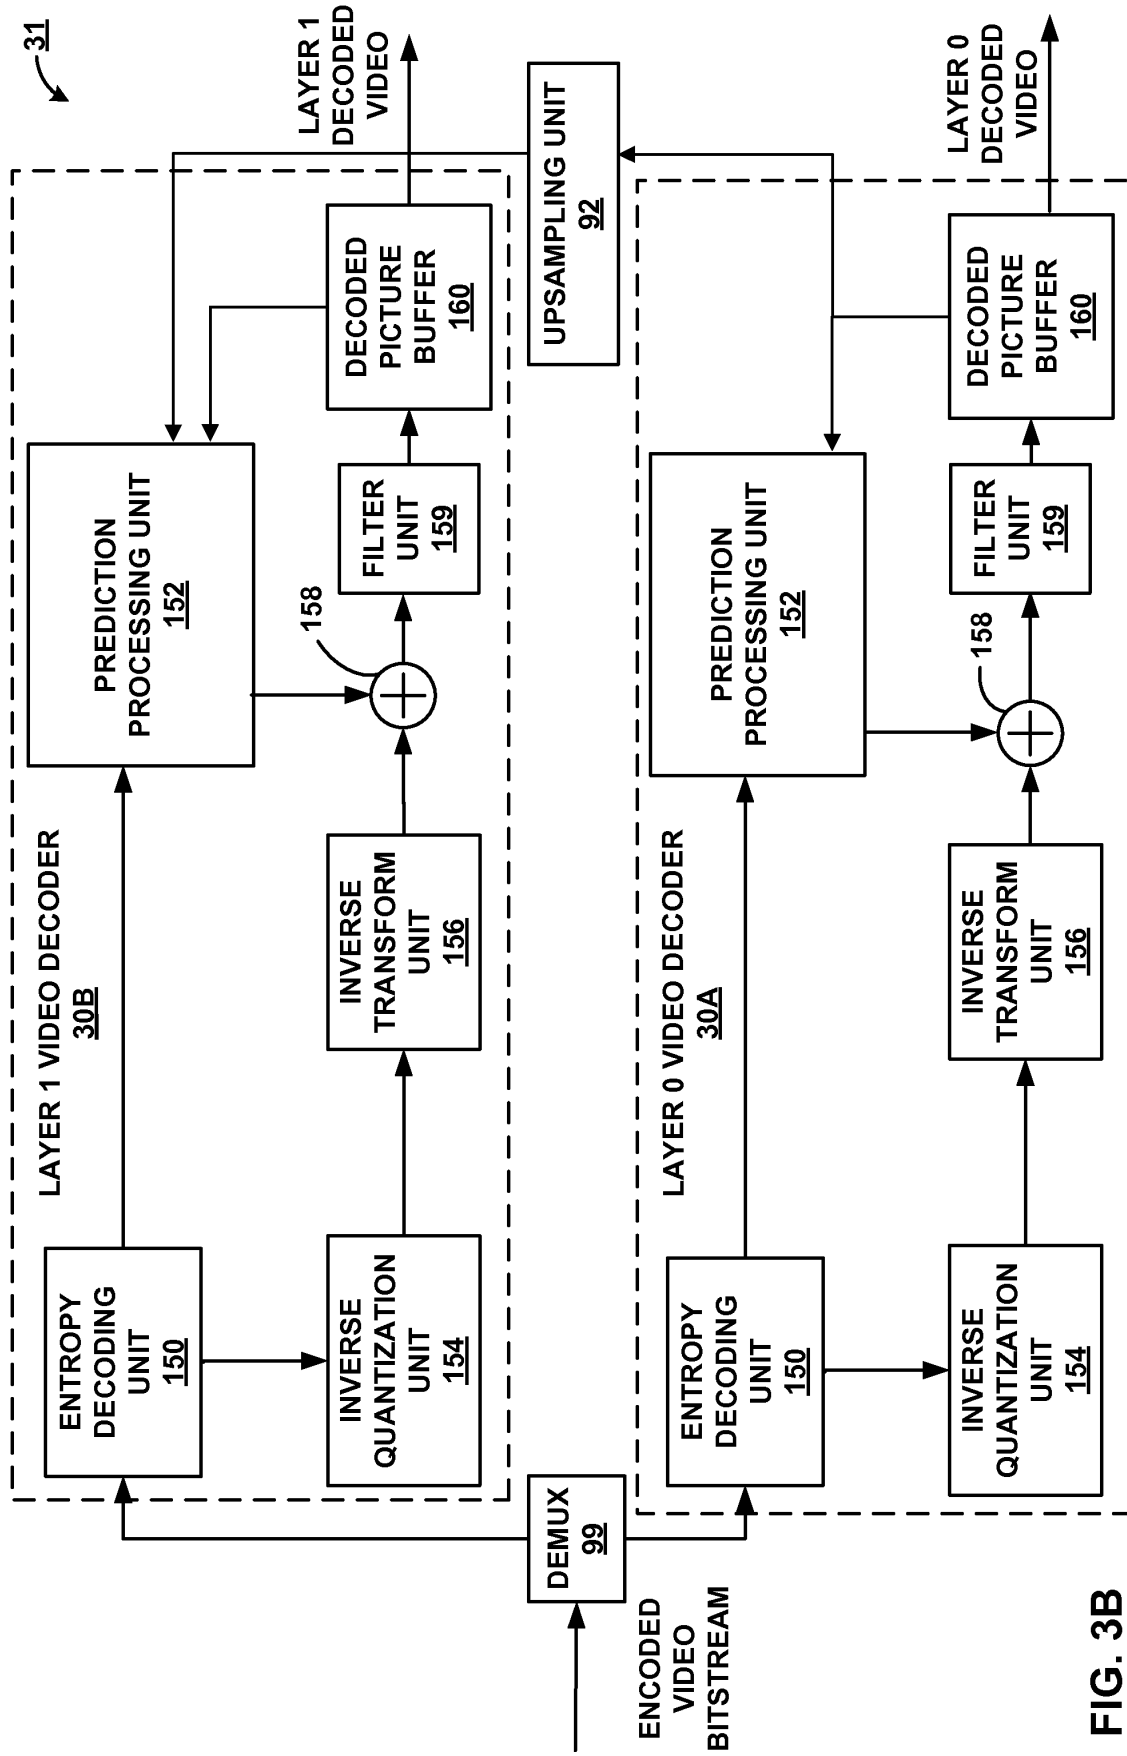 31
LAYER 1 VIDEO DECODER
30B
ENTROPY
DECODING
UNIT
150
PREDICTION
PROCESSING UNIT
152
INVERSE
QUANTIZATION
UNIT
154
INVERSE
TRANSFORM
UNIT
156
158
FILTER
UNIT
159
DECODED
PICTURE
BUFFER
160
LAYER 1
DECODED
VIDEO
ENCODED
VIDEO
BITSTREAM
DEMUX
99
UPSAMPLING UNIT
92
LAYER 0 VIDEO DECODER
30A
ENTROPY
DECODING
UNIT
150
PREDICTION
PROCESSING UNIT
152
INVERSE
QUANTIZATION
UNIT
154
INVERSE
TRANSFORM
UNIT
156
158
FILTER
UNIT
159
DECODED
PICTURE
BUFFER
160
LAYER 0
DECODED
VIDEO
FIG. 3B